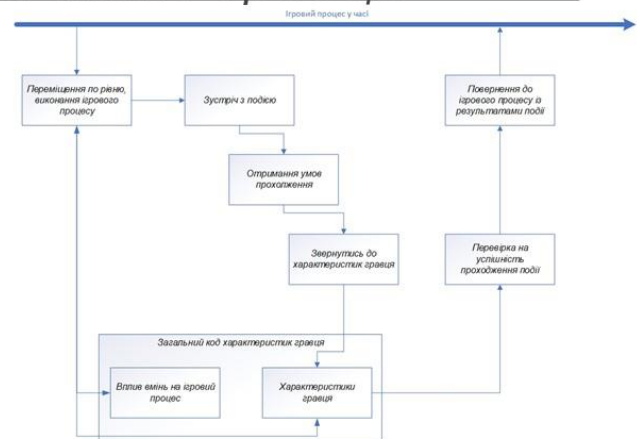 Ігровий процес у часі
Переміщення по рівню,
виконання ігрового
процесу
Зустріч з подією
Повернення до
ігрового процесу із
результатами події
Отримання умов
проходження
Звернутись до
характеристик гравця
Перевірка на
успішність
проходження події
Загальний код характеристик гравця
Вплив вмінь на ігровий
процес
Характеристики
гравця